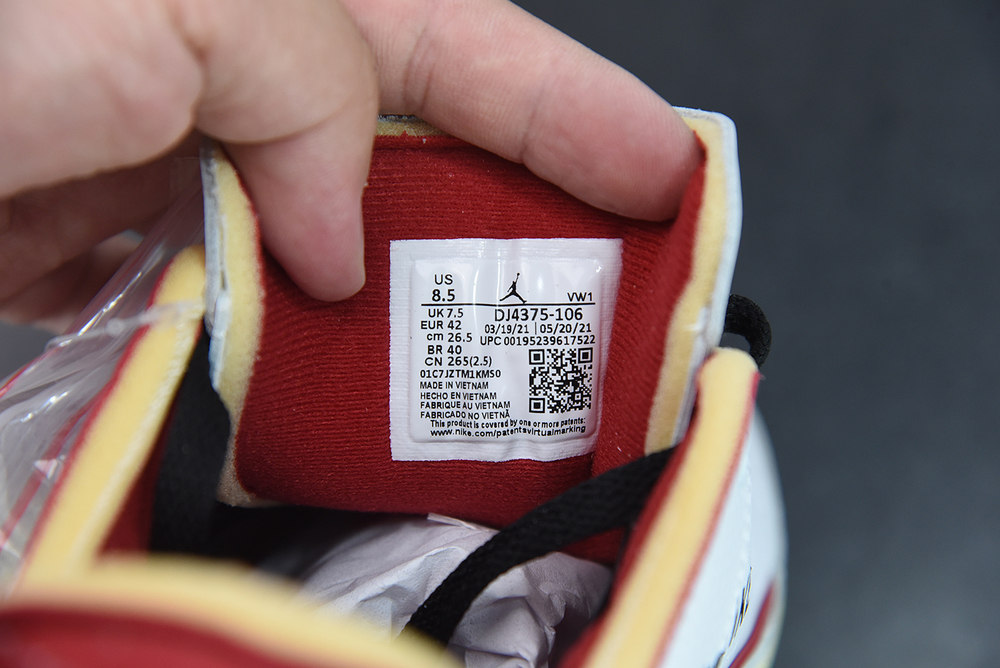 US
8.5
VW1
UK 7.5
DJ4375-106
EUR 42
03/19/21 | 05/20/21
cm 26.5
UPC 00195239617522
BR 40
CN 265(2.5)
01C7JZTM1KMS0
MADE IN VIETNAM
HECHO EN VIETNAM
FABRIQUE AU VIETNAM
FABRICADO NO VIETNÃ
This product is covered by one or more patents:
www.nike.com/patentsvirtualmarking